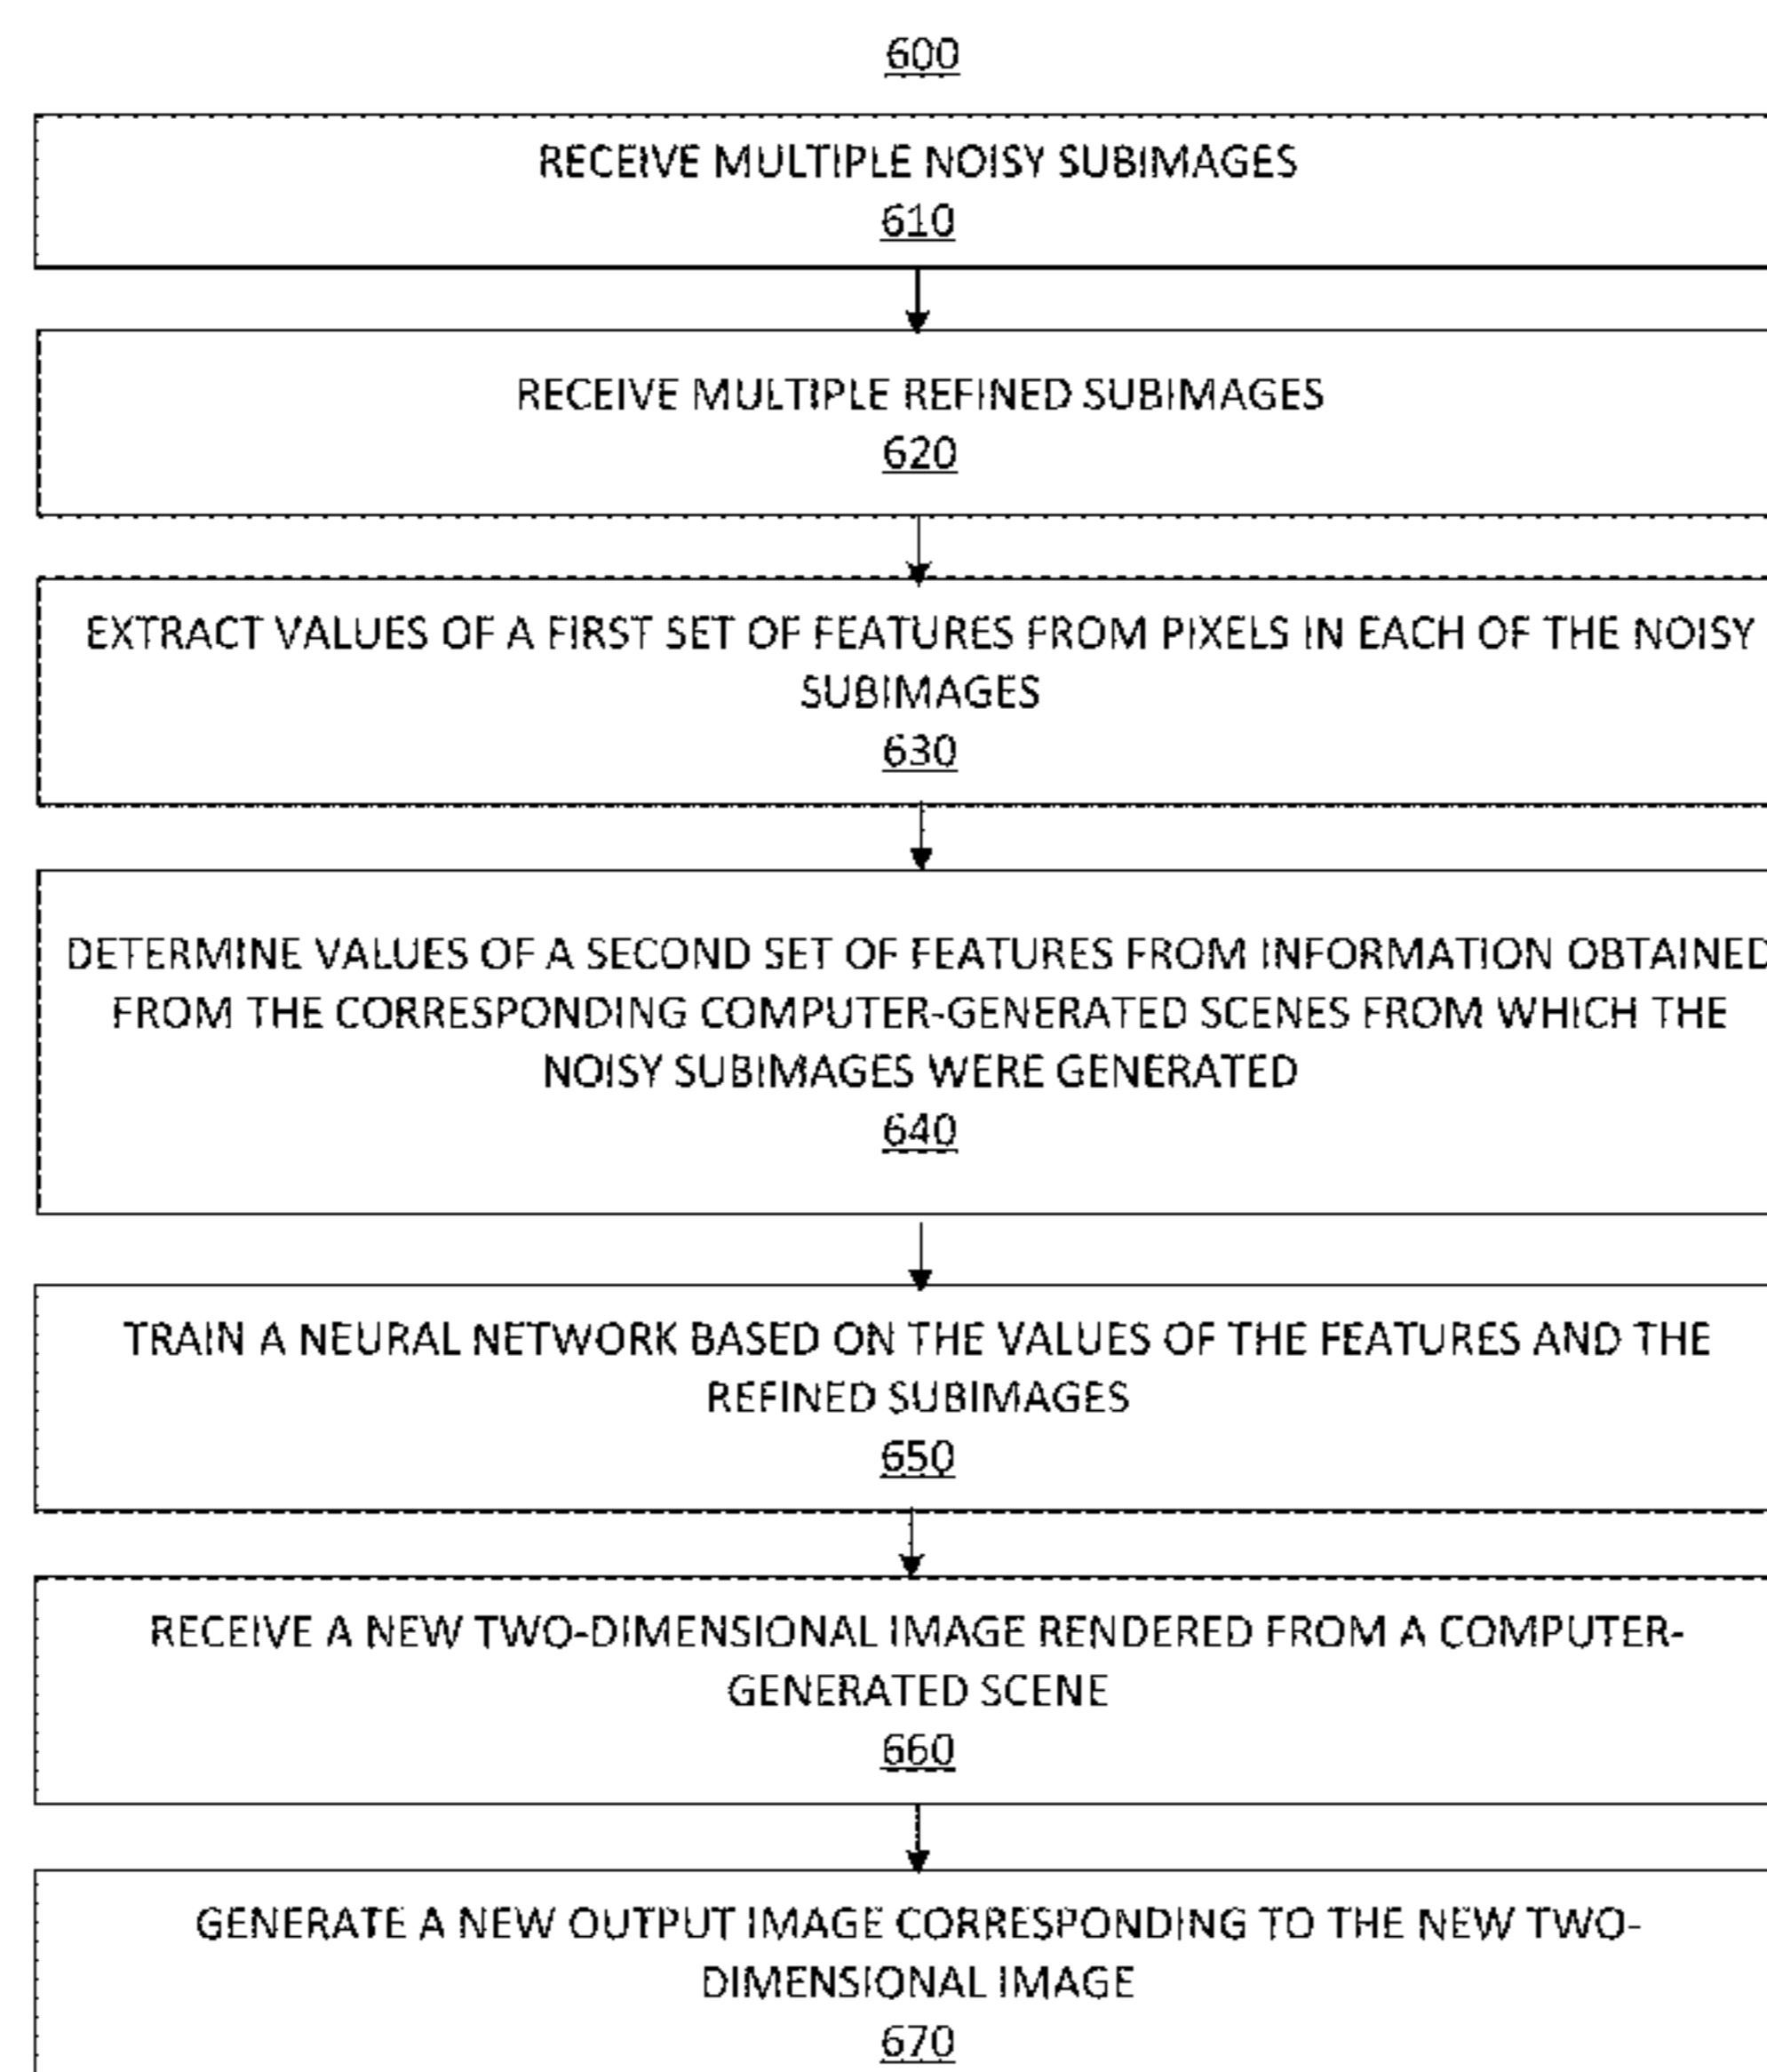 600
RECEIVE MULTIPLE NOISY SUBIMAGES
610
RECEIVE MULTIPLE REFINED SUBIMAGES
620
EXTRACT VALUES OF A FIRST SET OF FEATURES FROM PIXELS IN EACH OF THE NOISY
SUBIMAGES
630
DETERMINE VALUES OF A SECOND SET OF FEATURES FROM INFORMATION OBTAINED
FROM THE CORRESPONDING COMPUTER-GENERATED SCENES FROM WHICH THE
NOISY SUBIMAGES WERE GENERATED
640
TRAIN A NEURAL NETWORK BASED ON THE VALUES OF THE FEATURES AND THE
REFINED SUBIMAGES
650
RECEIVE A NEW TWO-DIMENSIONAL IMAGE RENDERED FROM A COMPUTER-
GENERATED SCENE
660
GENERATE A NEW OUTPUT IMAGE CORRESPONDING TO THE NEW TWO-
DIMENSIONAL IMAGE
670